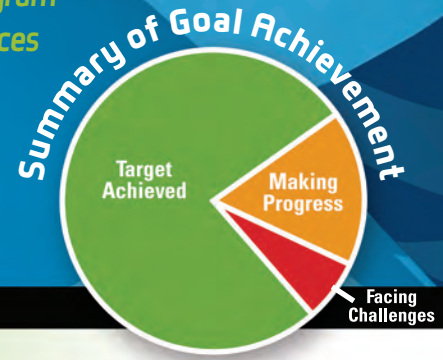 gram
ces
Summary of Goal Achievement
Target
Achieved
Making
Progress
Facing
Challenges